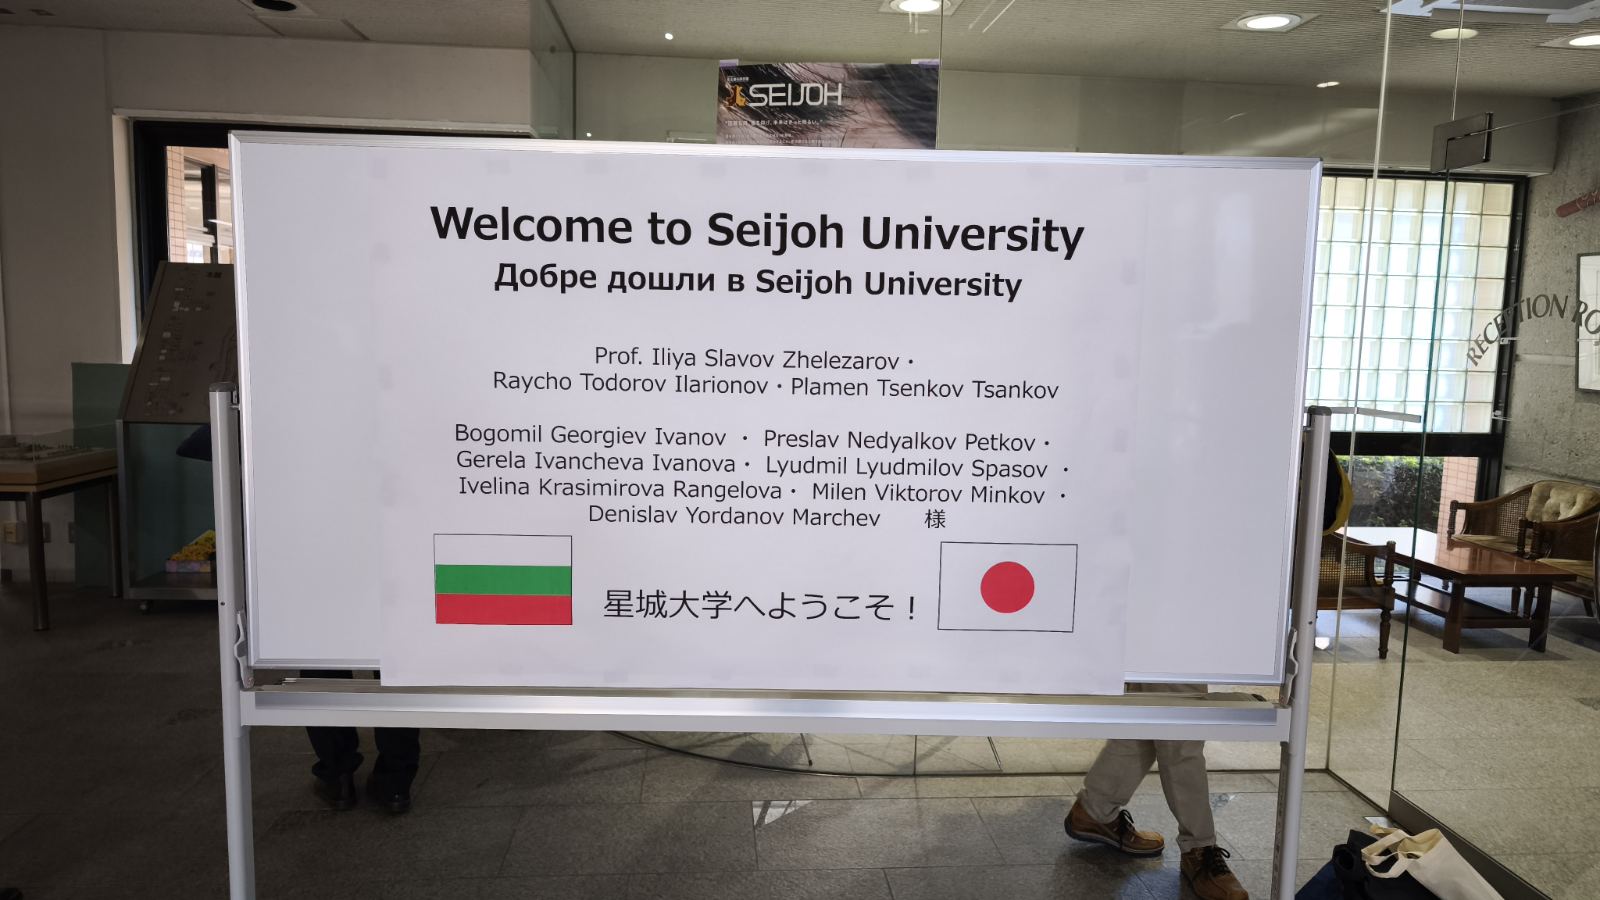 SEIJOH
Welcome to Seijoh University
Добре дошли в Seijoh University
Prof. Iliya Slavov Zhelezarov・
Raycho Todorov Ilarionov・Plamen Tsenkov Tsankov
Bogomil Georgiev Ivanov ・ Preslav Nedyalkov Petkov・
Gerela Ivancheva Ivanova・ Lyudmil Lyudmilov Spasov ・
Ivelina Krasimirova Rangelova・ Milen Viktorov Minkov ・
Denislav Yordanov Marchev 様
星城大学へようこそ！
RECEPTION